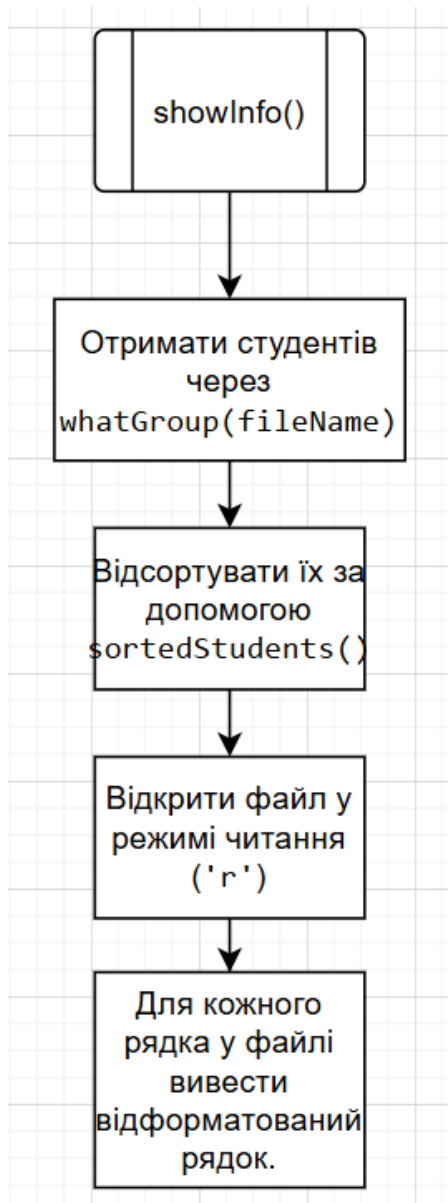 showInfo()
Отримати студентів
через
whatGroup(fileName)
Відсортувати їх за
допомогою
sortedStudents()
Відкрити файл у
режимі читання
('r')
Для кожного
рядка у файлі
вивести
відформатований
рядок.